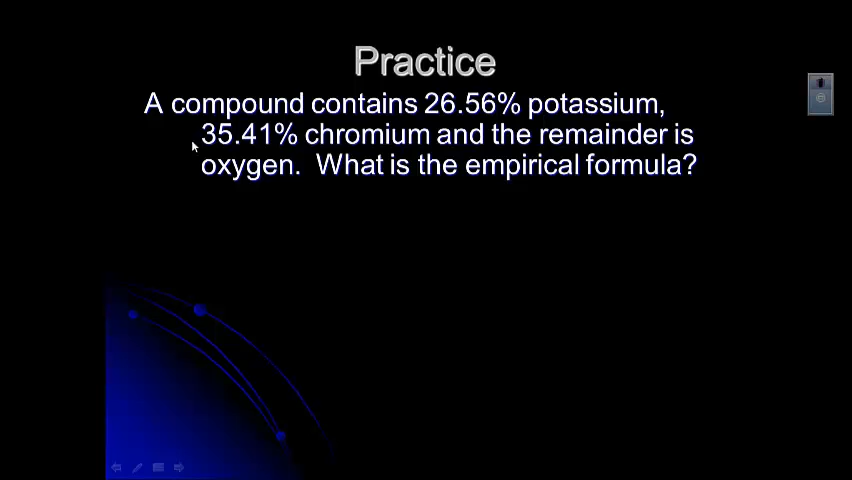 Practice
A compound contains 26.56% potassium,
35.41% chromium and the remainder is
oxygen. What is the empirical formula?